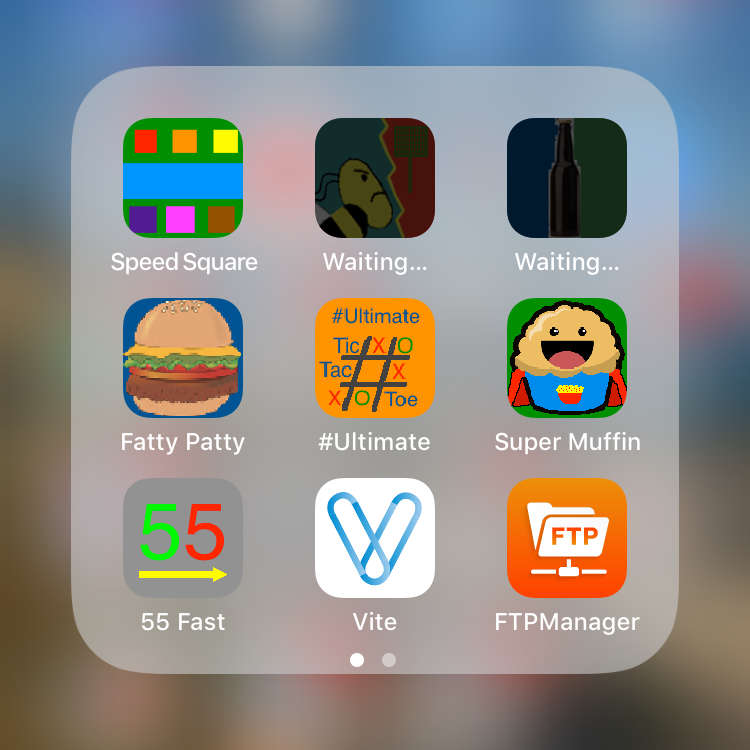 Speed Square
Waiting...
Waiting...
#Ultimate
Tic X O
Tac X
X O Toe
Fatty Patty
#Ultimate
Super Muffin
55
FTP
55 Fast
Vite
FTPManager